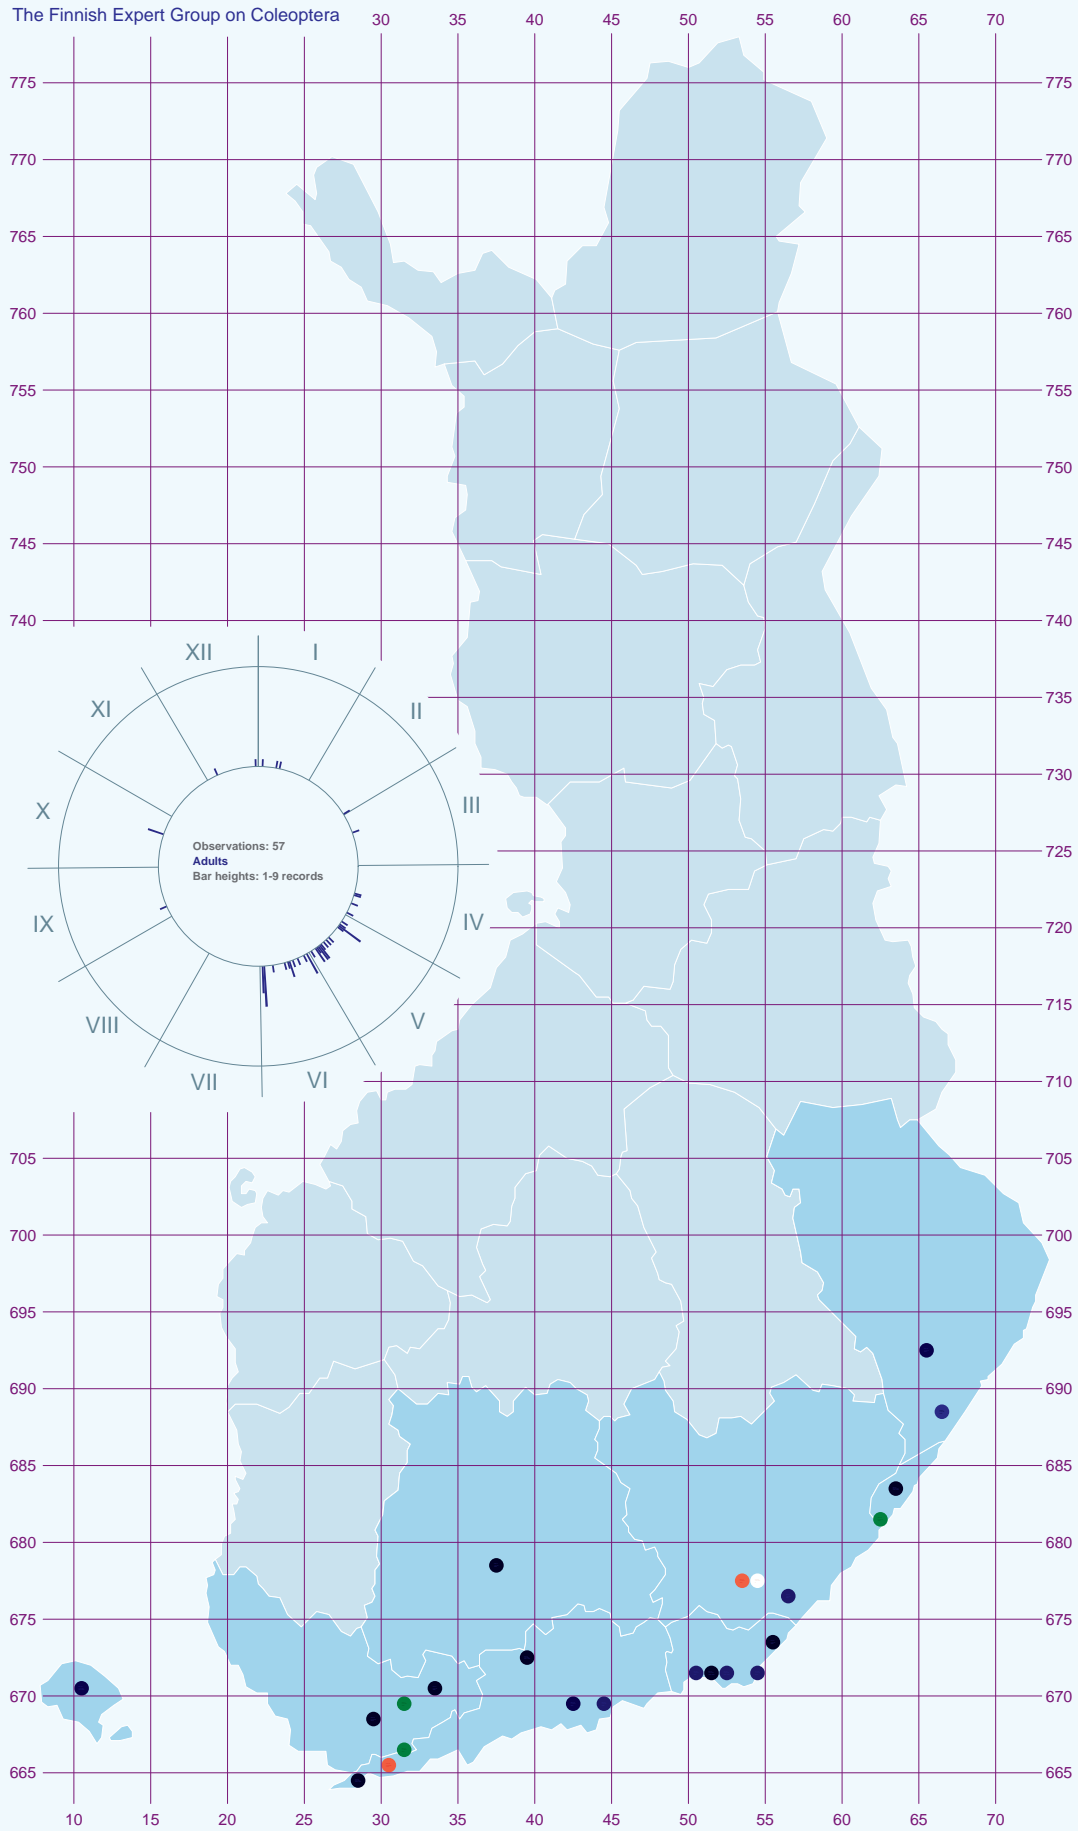 The Finnish Expert Group on Coleoptera
30 35 40 45 50 55 60 65 70
775 775
770 770
765 765
760 760
755 755
750 750
745 745
740 740
XII I
735
XI II
730
X III
Observations: 57
Adults
Bar heights: 1-9 records
725
IX IV
720
VIII V
715
VII VI
710
705 705
700 700
695 695
690 690
685 685
680 680
675 675
670 670
665 665
10 15 20 25 30 35 40 45 50 55 60 65 70